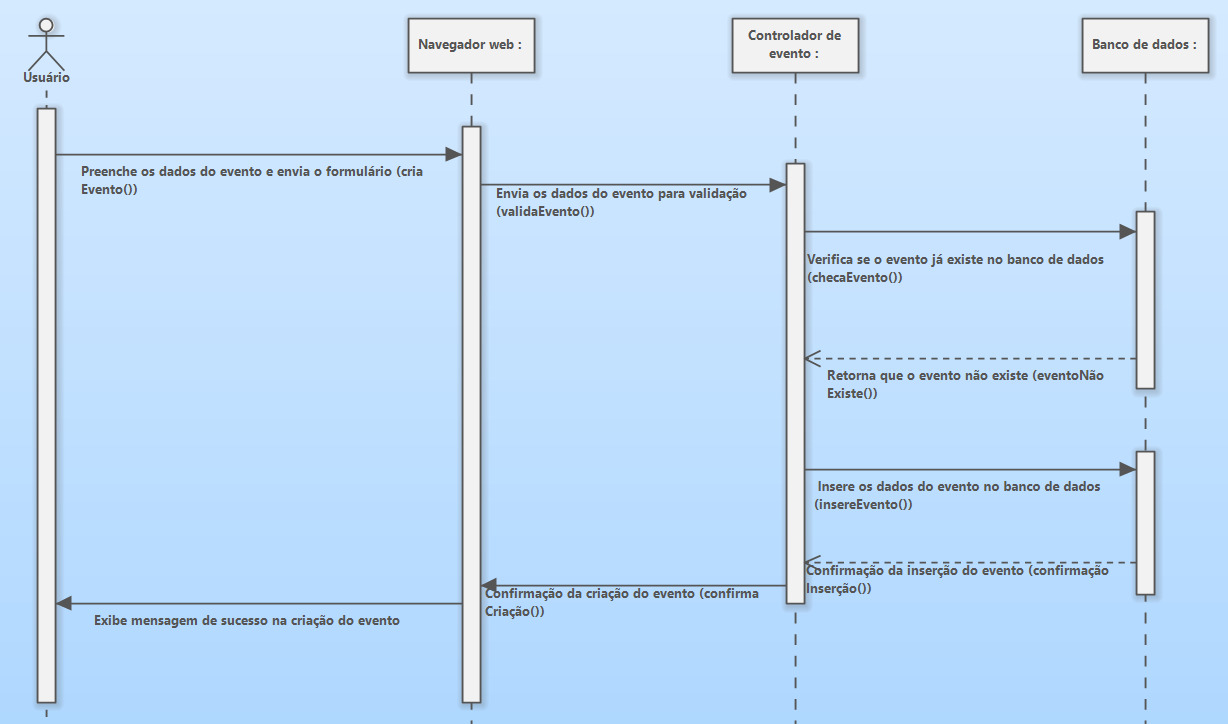 Usuário
Navegador web :
Controlador de
evento :
Banco de dados :
Preenche os dados do evento e envia o formulário (cria
Evento())
Envia os dados do evento para validação
(validaEvento())
Verifica se o evento já existe no banco de dados
(checaEvento())
Retorna que o evento não existe (eventoNão
Existe())
Insere os dados do evento no banco de dados
(insereEvento())
Confirmação da inserção do evento (confirmação
Inserção())
Confirmação da criação do evento (confirma
Criação())
Exibe mensagem de sucesso na criação do evento